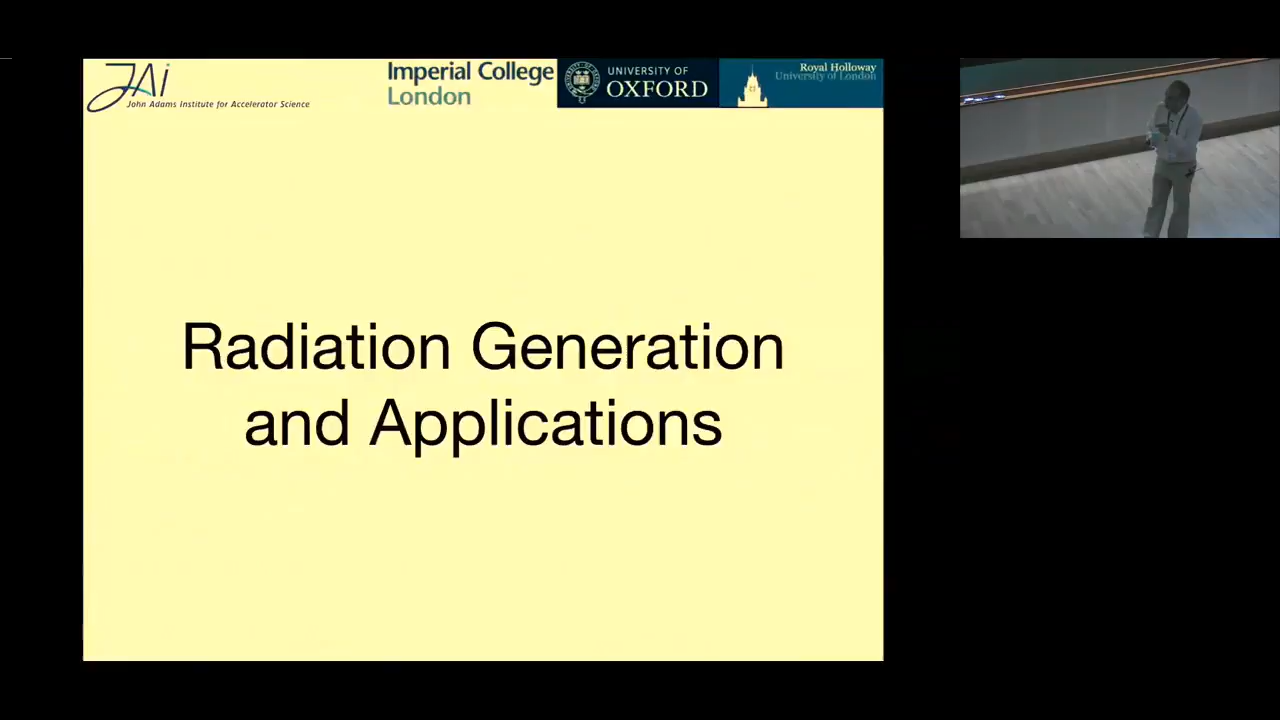 JAi
John Adams Institute for Accelerator Science
Imperial College
London
UNIVERSITY OF
OXFORD
Royal Holloway
University of London
Radiation Generation
and Applications